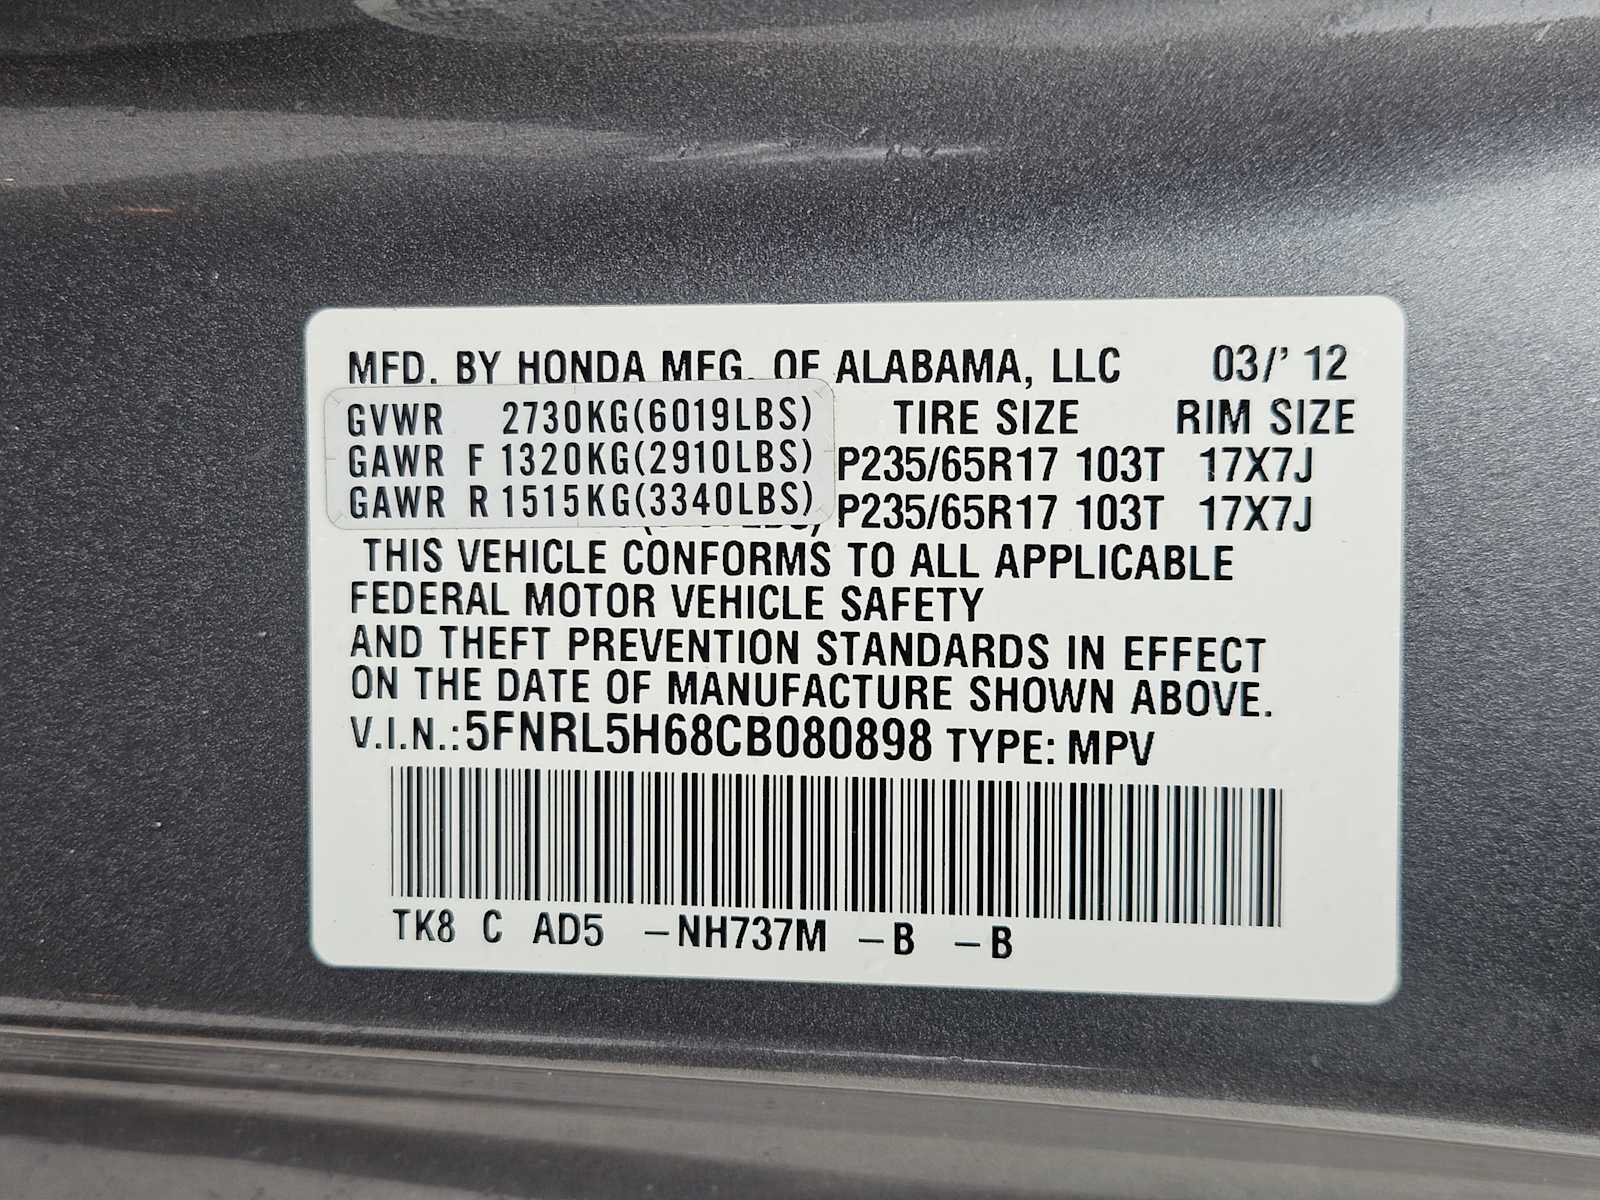 MFD. BY HONDA MFG. OF ALABAMA, LLC 03/' 12
GVWR 2730KG(6019LBS) TIRE SIZE RIM SIZE
GAWR F 1320KG(2910LBS) P235/65R17 103T 17X7J
GAWR R 1515KG(3340LBS) P235/65R17 103T 17X7J
THIS VEHICLE CONFORMS TO ALL APPLICABLE
FEDERAL MOTOR VEHICLE SAFETY
AND THEFT PREVENTION STANDARDS IN EFFECT
ON THE DATE OF MANUFACTURE SHOWN ABOVE.
V.I.N.: 5FNRL5H68CB080898 TYPE: MPV
TK8 C AD5 –NH737M –B –B